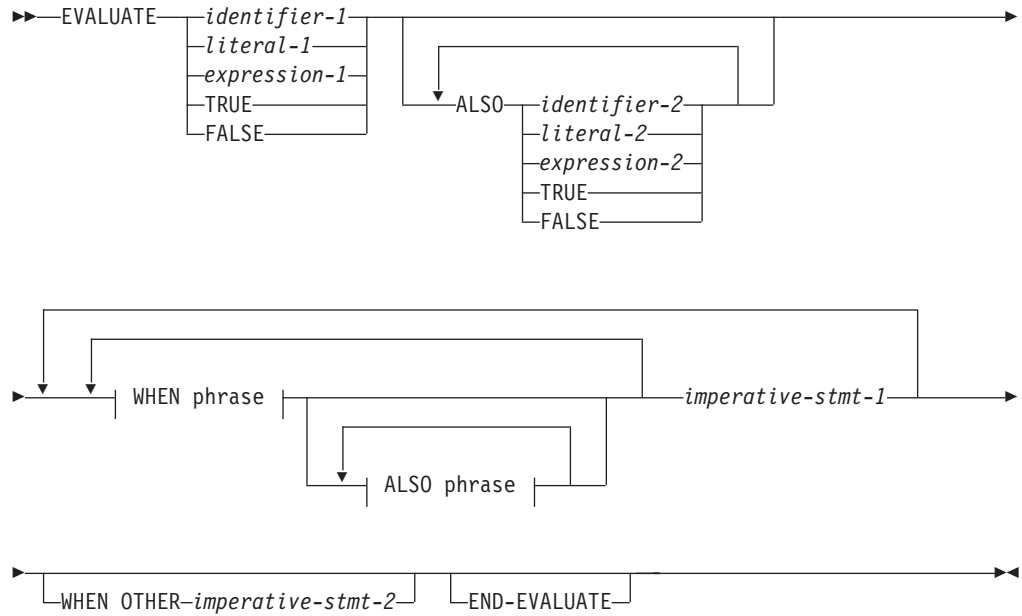 EVALUATE identifier-1
literal-1
expression-1
TRUE
FALSE
ALSO identifier-2
literal-2
expression-2
TRUE
FALSE
WHEN phrase
ALSO phrase
imperative-stmt-1
WHEN OTHER imperative-stmt-2
END-EVALUATE